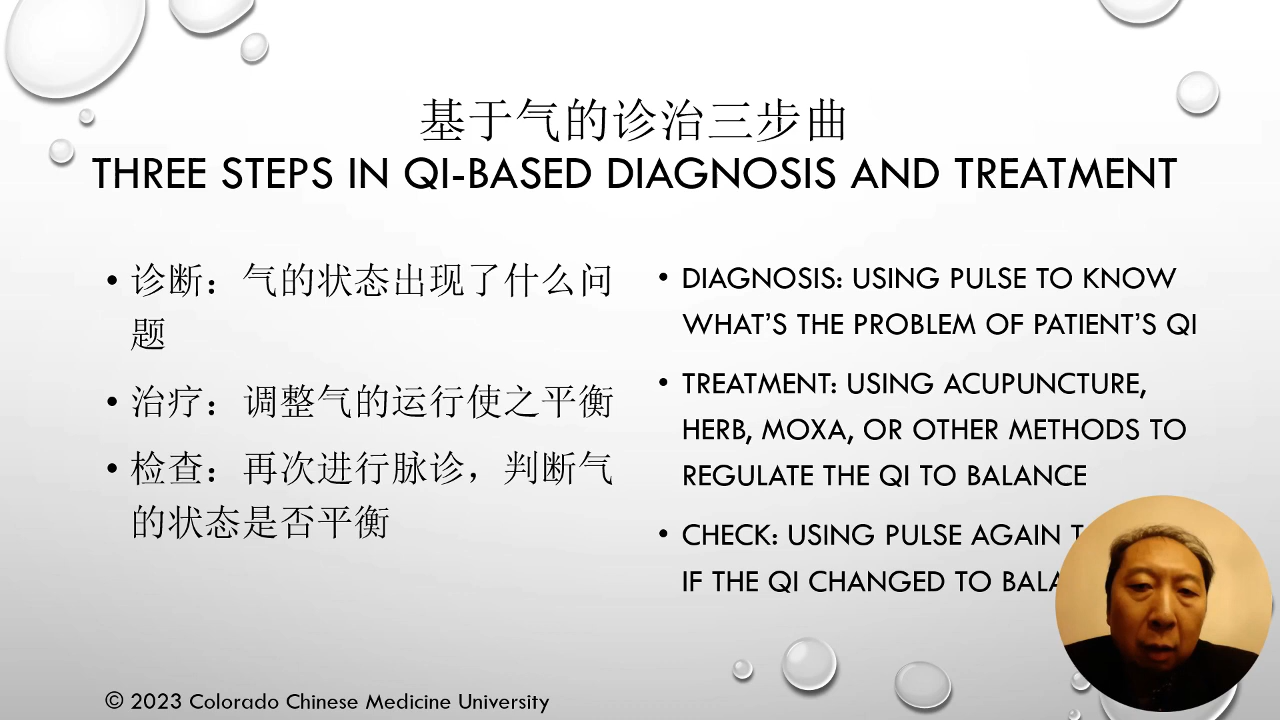 基于气的诊治三步曲
THREE STEPS IN QI-BASED DIAGNOSIS AND TREATMENT
• 诊断：气的状态出现了什么问
题
• 治疗：调整气的运行使之平衡
• 检查：再次进行脉诊，判断气
的状态是否平衡
• DIAGNOSIS: USING PULSE TO KNOW
WHAT’S THE PROBLEM OF PATIENT’S QI
• TREATMENT: USING ACUPUNCTURE,
HERB, MOXA, OR OTHER METHODS TO
REGULATE THE QI TO BALANCE
• CHECK: USING PULSE AGAIN
IF THE QI CHANGED TO
© 2023 Colorado Chinese Medicine University